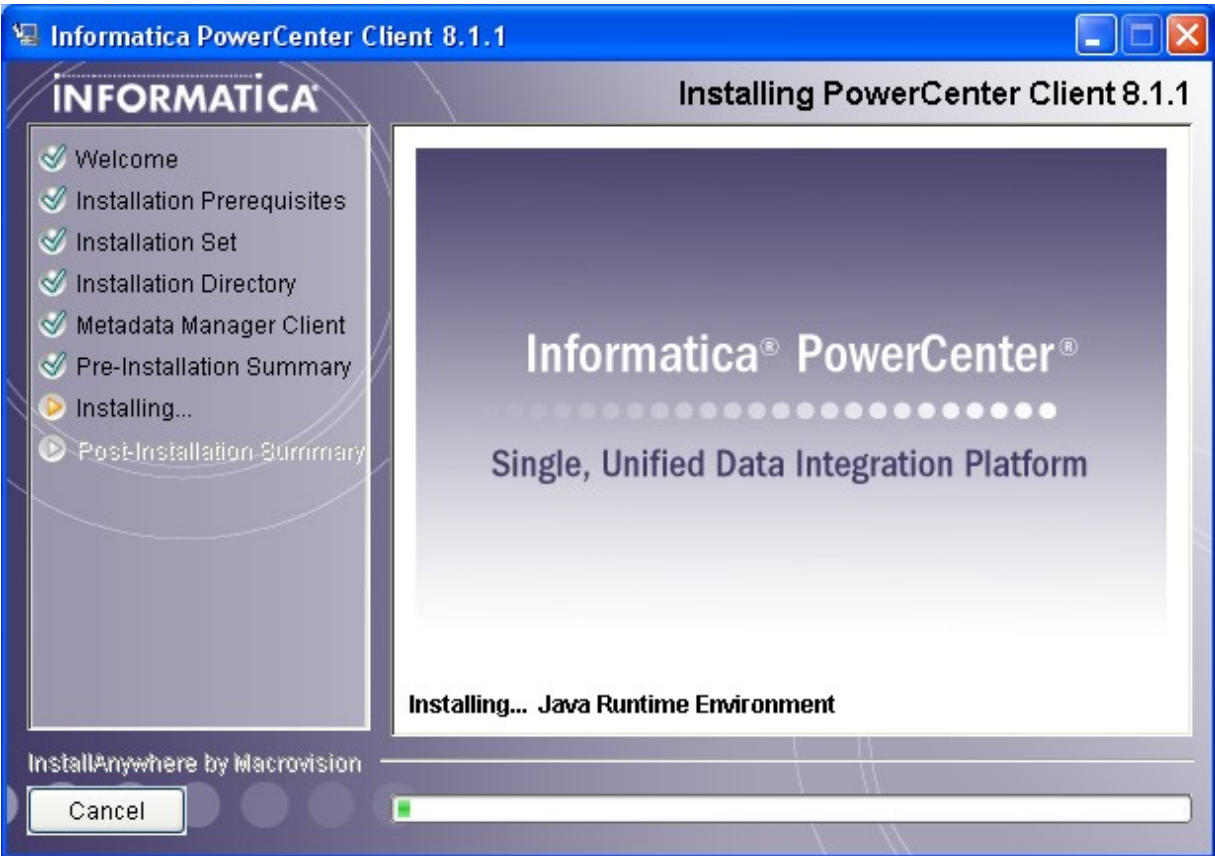 Informatica PowerCenter Client 8.1.1
INFORMATICA
Installing PowerCenter Client 8.1.1
Welcome
Installation Prerequisites
Installation Set
Installation Directory
Metadata Manager Client
Pre-Installation Summary
Installing...
Post-Installation Summary
Informatica® PowerCenter®
Single, Unified Data Integration Platform
Installing... Java Runtime Environment
InstallAnywhere by Macrovision
Cancel